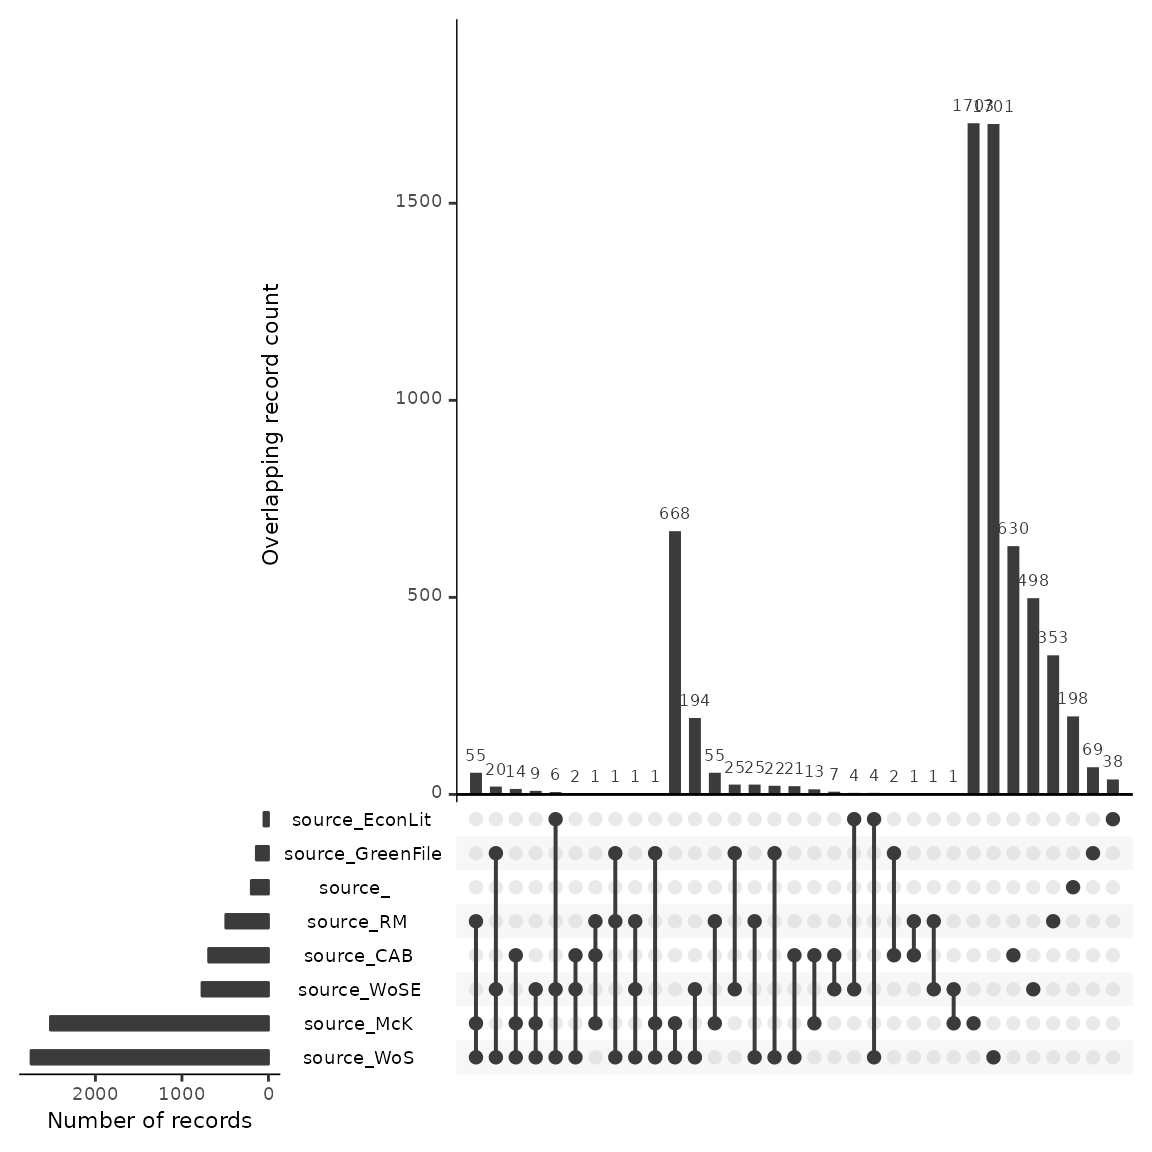 1703 1701
1500
Overlapping record count
1000
668
630
500
498
353
194
198
55 20 14 9 6 2 1 1 1 1 55 25 25 22 21 13 7 4 4 2 1 1 1 69 38
0
source_EconLit
source_GreenFile
source_
source_RM
source_CAB
source_WoSE
source_McK
source_WoS
2000 1000 0
Number of records